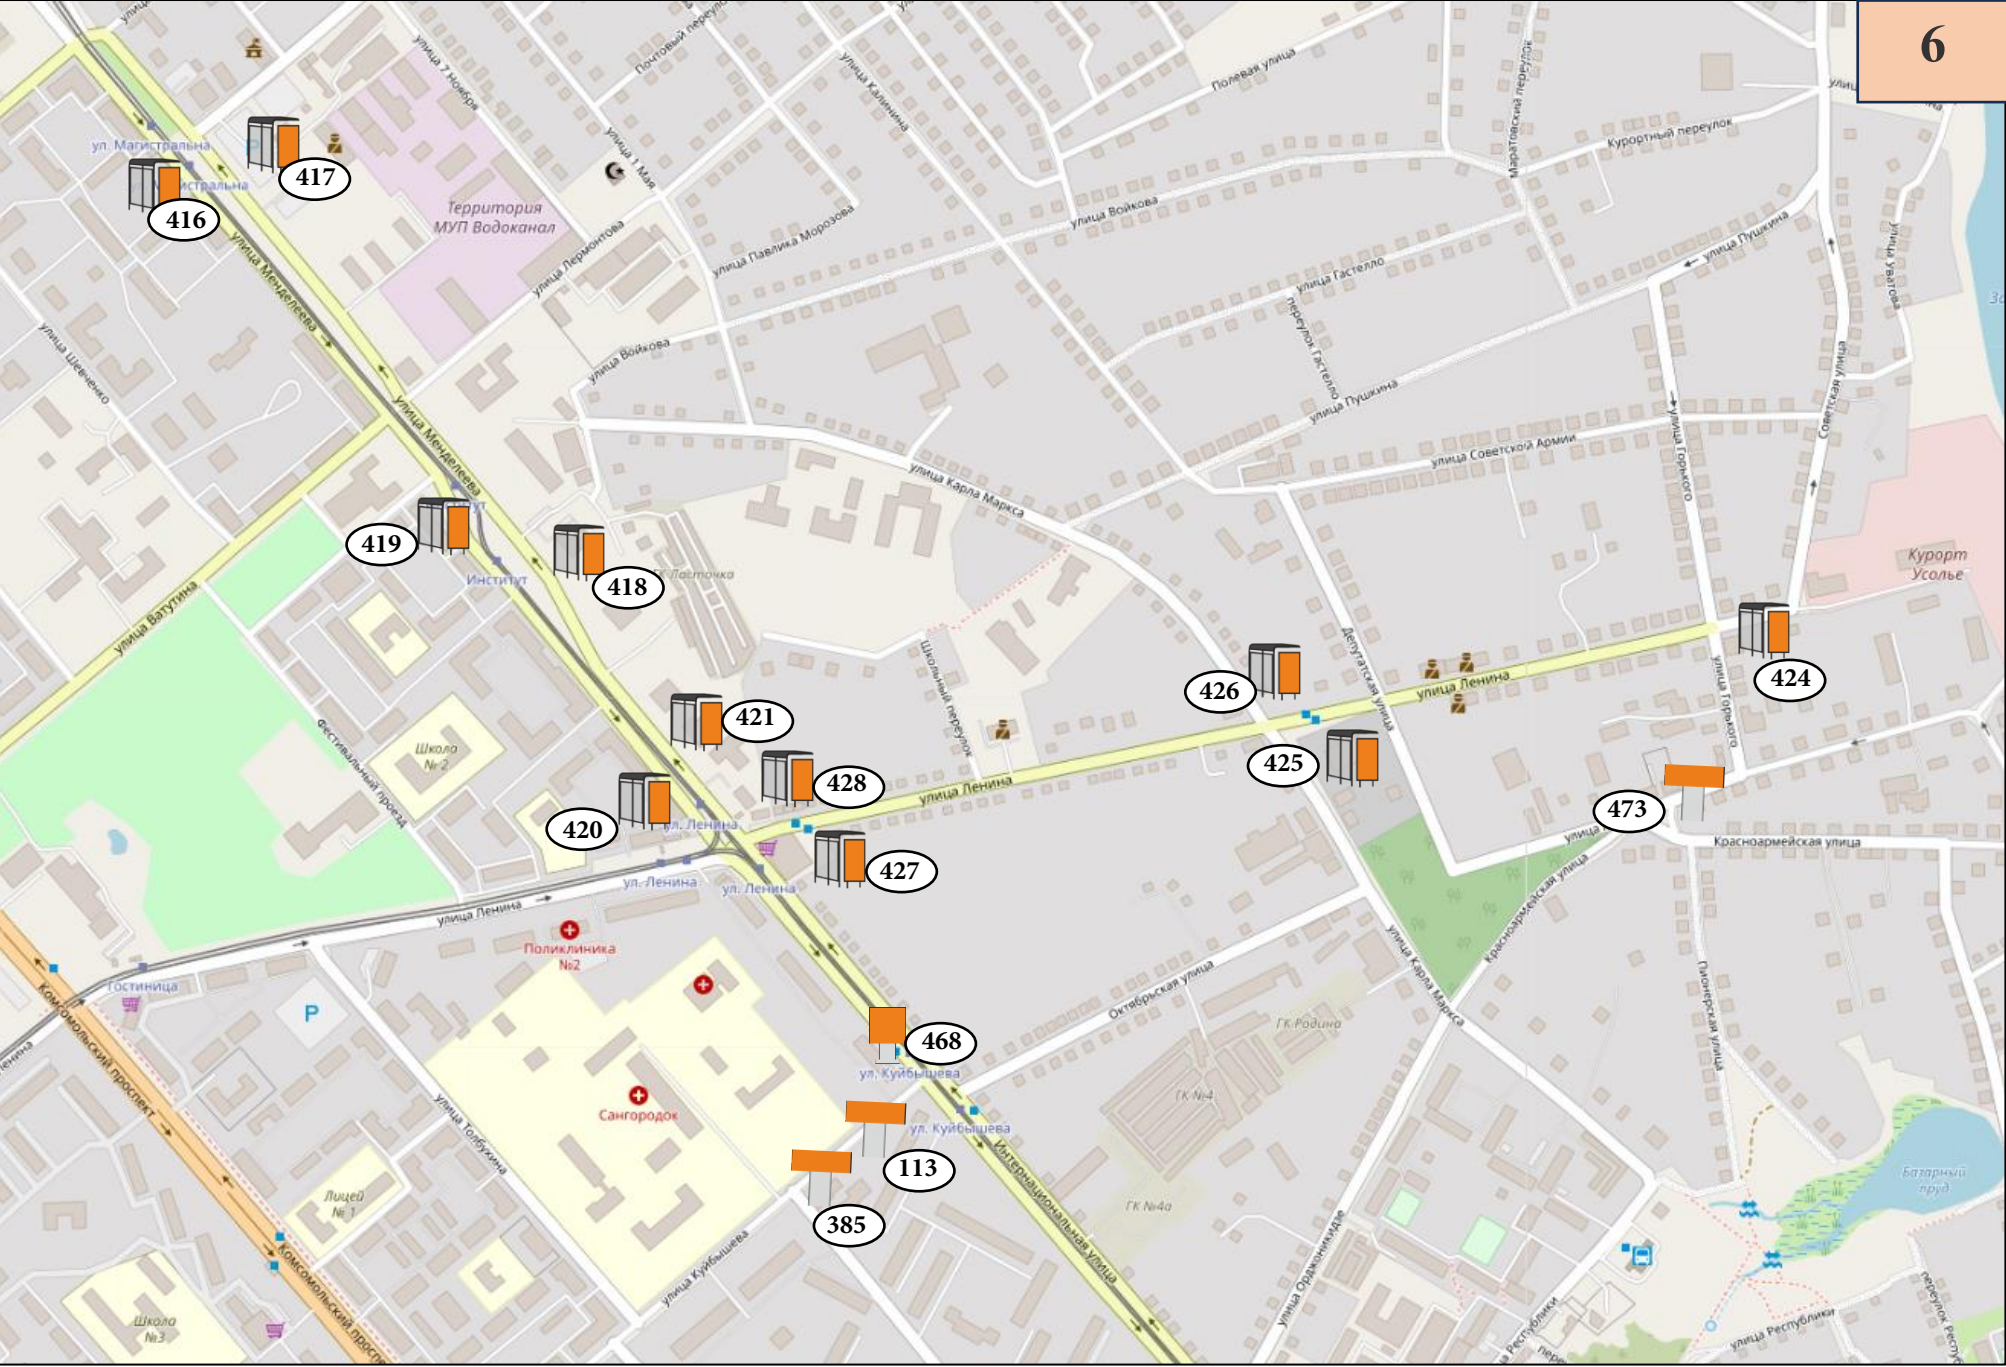 6
улица 7 Ноября
Почтовый переуло
улица Калинина
Полевая улица
Маратовский переулок
Курортный переулок
ул. Магистральна
417
416
улица 1 Мая
Территория
МУП Водоканал
улица Лермонтова
улица Павлика Морозова
улица Войкова
улица Пушкина
улица Гастелло
переулок Гастелло
улица Уватова
улица Менделеева
улица Шевченко
улица Войкова
улица Пушкина
Советская улица
улица Менделеева
улица Карла Маркса
улица Советской Армии
улица Горького
419
Институт
418
ГК Ласточка
Курорт
Усолье
улица Ватутина
Школьный переулок
Депутатская улица
426
улица Ленина
424
улица Горького
421
Фестивальный проезд
Школа
№ 2
428
улица Ленина
425
420
ул. Ленина
473
427
Красноармейская улица
ул. Ленина
ул. Ленина
улица Ленина
Красноармейская улица
Поликлиника
№2
Гостиница
Октябрьская улица
улица Карла Маркса
Пионерская улица
Комсомольский проспект
Р
468
ГК Родина
ул. Куйбышева
ГК №4
Сангородок
улица Толбухина
113
ул. Куйбышева
Интернациональная улица
Лицей
№ 1
385
ГК №4а
Базарный
пруд
улица Куйбышева
улица Орджоникидзе
Комсомольский проспе
Школа
№3
а Республики
улица Республики
переулок Респу